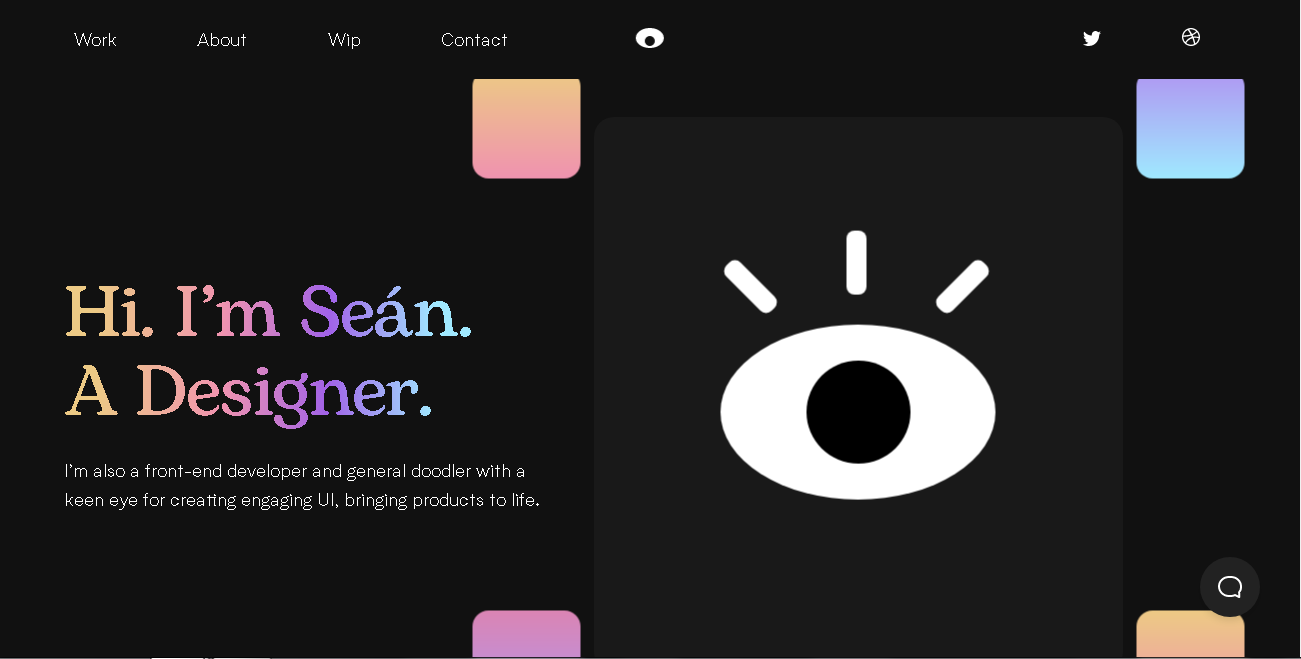 Work About Wip Contact
Hi. I’m Seán.
A Designer.
I’m also a front-end developer and general doodler with a
keen eye for creating engaging UI, bringing products to life.